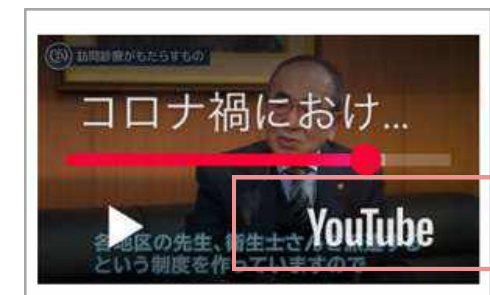 訪問診療がもたらすもの
コロナ禍におけ...
YouTube
各地区の先生、衛生士さんを
という制度を作っていますので